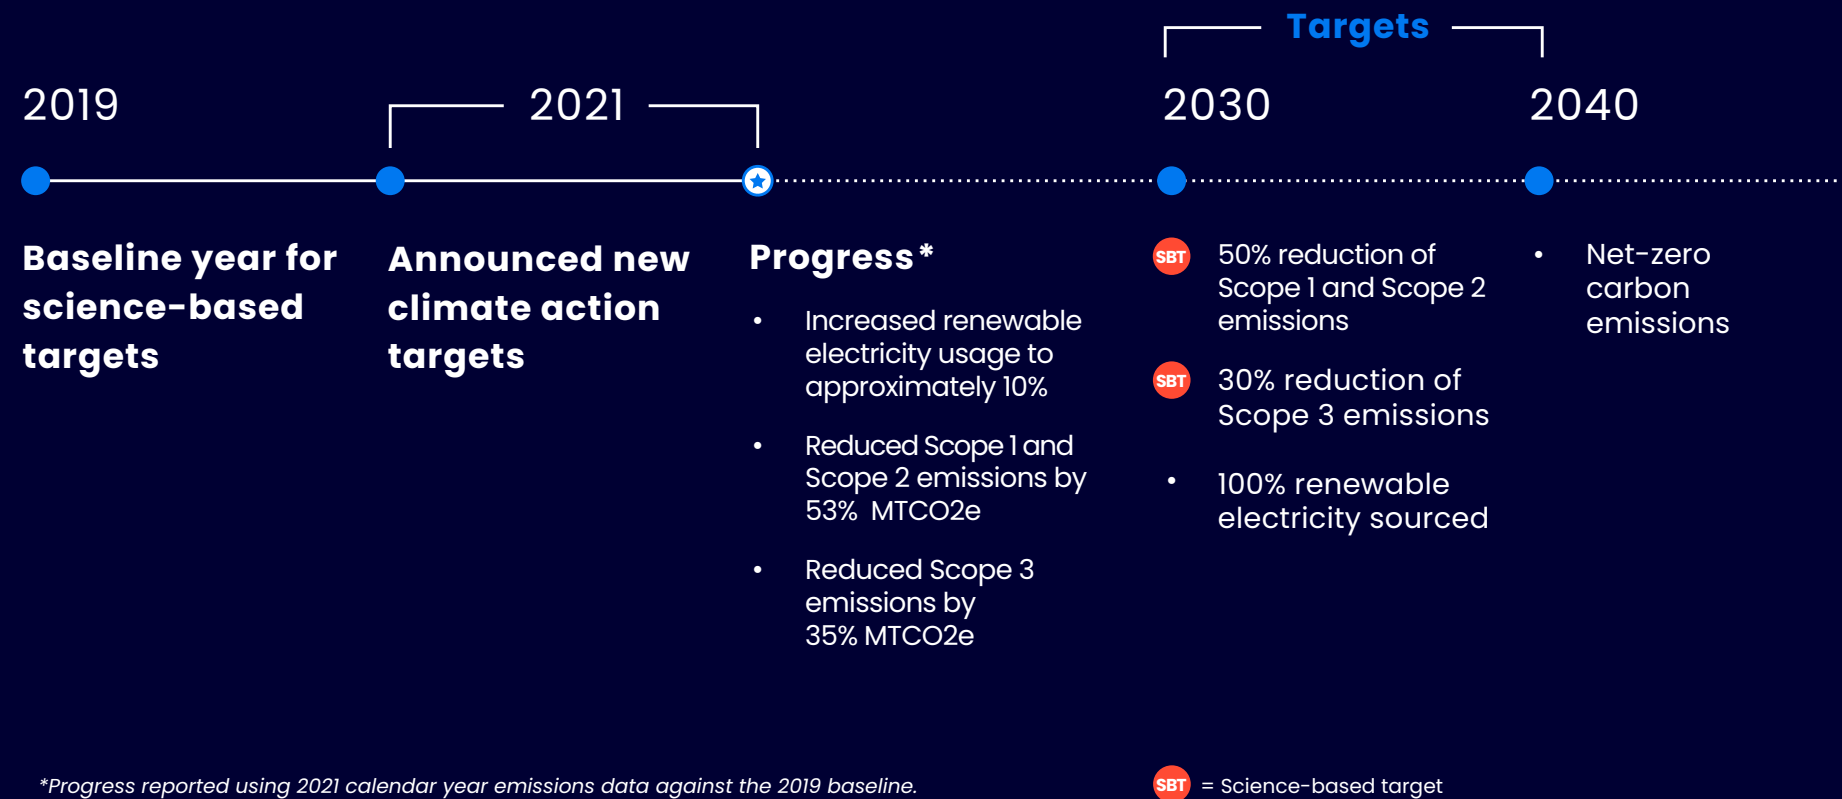 Targets
2019
2021
2030
2040
Baseline year for
science-based
targets
Announced new
climate action
targets
Progress*
• Increased renewable
electricity usage to
approximately 10%
• Reduced Scope 1 and
Scope 2 emissions by
53% MTCO2e
• Reduced Scope 3
emissions by
35% MTCO2e
SBT 50% reduction of
Scope 1 and Scope 2
emissions
SBT 30% reduction of
Scope 3 emissions
• 100% renewable
electricity sourced
• Net-zero
carbon
emissions
*Progress reported using 2021 calendar year emissions data against the 2019 baseline.
SBT = Science-based target